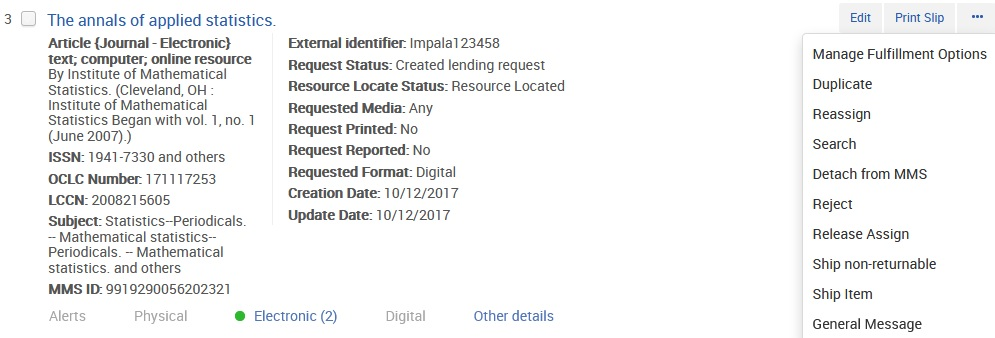 3 The annals of applied statistics.
Edit Print Slip ...
Article {Journal - Electronic}
text; computer; online resource
By Institute of Mathematical
Statistics. (Cleveland, OH :
Institute of Mathematical
Statistics Began with vol. 1, no. 1
(June 2007).)
ISSN: 1941-7330 and others
OCLC Number: 171117253
LCCN: 2008215605
Subject: Statistics--Periodicals.
-- Mathematical statistics--
Periodicals. -- Mathematical
statistics. and others
MMS ID: 9919290056202321
External identifier: Impala123458
Request Status: Created lending request
Resource Locate Status: Resource Located
Requested Media: Any
Request Printed: No
Request Reported: No
Requested Format: Digital
Creation Date: 10/12/2017
Update Date: 10/12/2017
Alerts Physical Electronic (2) Digital Other details
Manage Fulfillment Options
Duplicate
Reassign
Search
Detach from MMS
Reject
Release Assign
Ship non-returnable
Ship Item
General Message